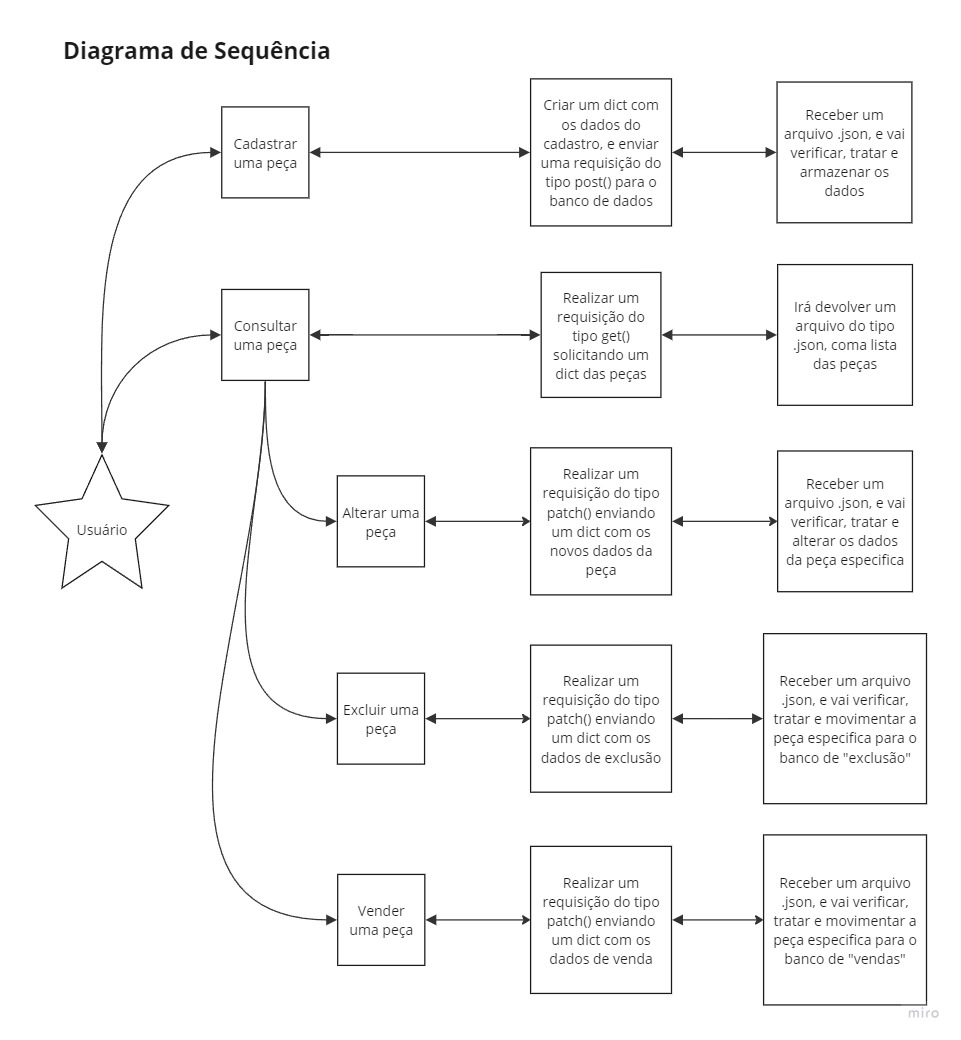 Diagrama de Sequência
Cadastrar
uma peça
Criar um dict com
os dados do
cadastro, e enviar
uma requisição do
tipo post() para o
banco de dados
Receber um
arquivo .json, e vai
verificar, tratar e
armazenar os
dados
Consultar
uma peça
Realizar um
requisição do
tipo get()
solicitando um
dict das peças
Irá devolver um
arquivo do tipo
.json, coma lista
das peças
Usuário
Alterar uma
peça
Realizar um
requisição do tipo
patch() enviando
um dict com os
novos dados da
peça
Receber um
arquivo .json, e vai
verificar, tratar e
alterar os dados
da peça especifica
Excluir uma
peça
Realizar um
requisição do tipo
patch() enviando
um dict com os
dados de exclusão
Receber um arquivo
.json, e vai verificar,
tratar e movimentar a
peça especifica para o
banco de "exclusão"
Vender
uma peça
Realizar um
requisição do tipo
patch() enviando
um dict com os
dados de venda
Receber um arquivo
.json, e vai verificar,
tratar e movimentar a
peça especifica para o
banco de "vendas"
miro